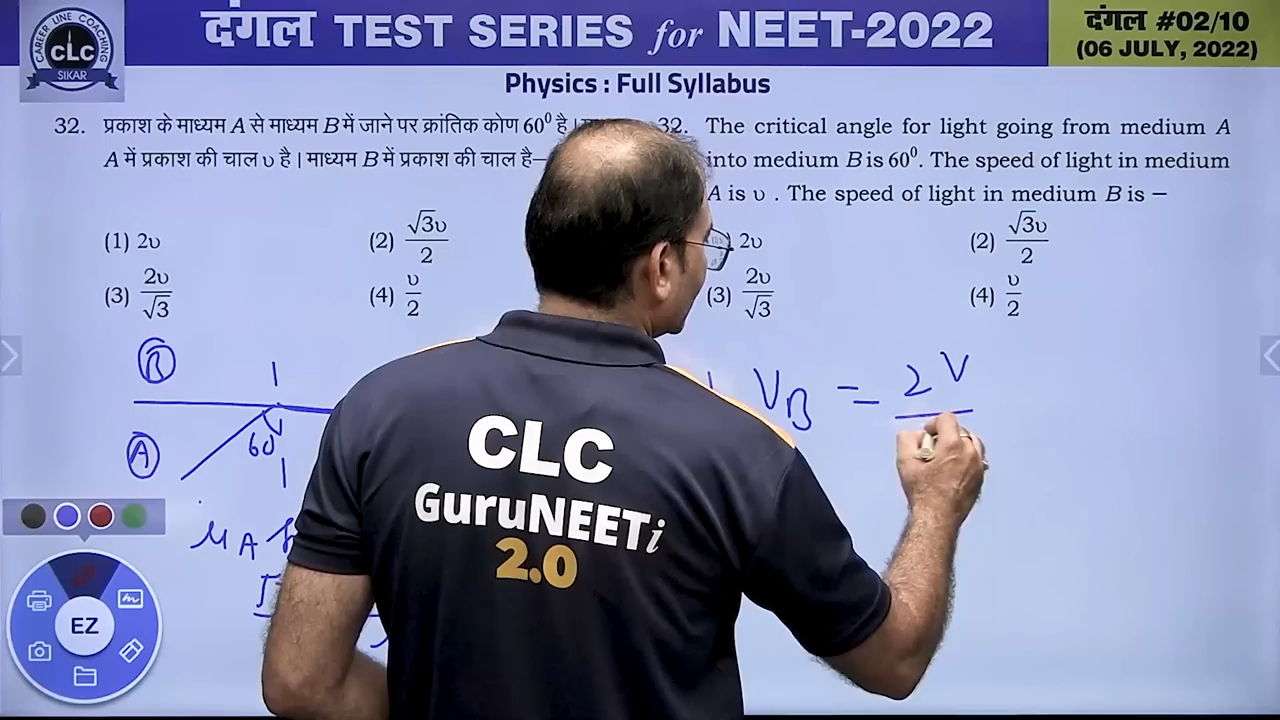 CAREER LINE COACHING
CLC
SIKAR
दंगल TEST SERIES for NEET-2022
दंगल #02/10
(06 JULY, 2022)
Physics : Full Syllabus
32. प्रकाश के माध्यम A से माध्यम B में जाने पर क्रांतिक कोण 60⁰ है।
A में प्रकाश की चाल υ है। माध्यम B में प्रकाश की चाल है–
(1) 2υ
(2) √3υ/2
(3) 2υ/√3
(4) υ/2
32. The critical angle for light going from medium A
into medium B is 60⁰. The speed of light in medium
A is υ . The speed of light in medium B is –
2υ
(2) √3υ/2
(3) 2υ/√3
(4) υ/2
B
A
60
μA
VB = 2V
CLC
GuruNEETi
2.0
EZ